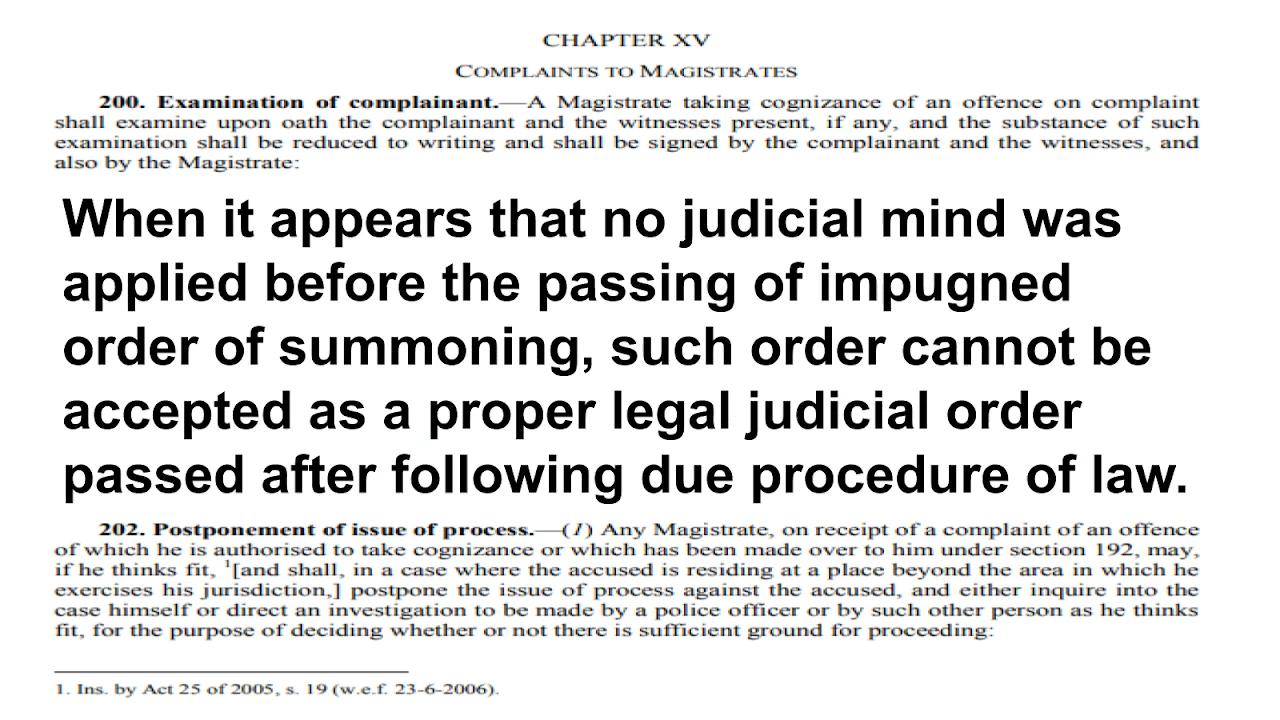 CHAPTER XV
COMPLAINTS TO MAGISTRATES
200. Examination of complainant.—A Magistrate taking cognizance of an offence on complaint
shall examine upon oath the complainant and the witnesses present, if any, and the substance of such
examination shall be reduced to writing and shall be signed by the complainant and the witnesses, and
also by the Magistrate:
When it appears that no judicial mind was
applied before the passing of impugned
order of summoning, such order cannot be
accepted as a proper legal judicial order
passed after following due procedure of law.
202. Postponement of issue of process.—(1) Any Magistrate, on receipt of a complaint of an offence
of which he is authorised to take cognizance or which has been made over to him under section 192, may,
if he thinks fit, 1[and shall, in a case where the accused is residing at a place beyond the area in which he
exercises his jurisdiction,] postpone the issue of process against the accused, and either inquire into the
case himself or direct an investigation to be made by a police officer or by such other person as he thinks
fit, for the purpose of deciding whether or not there is sufficient ground for proceeding:
1. Ins. by Act 25 of 2005, s. 19 (w.e.f. 23-6-2006).